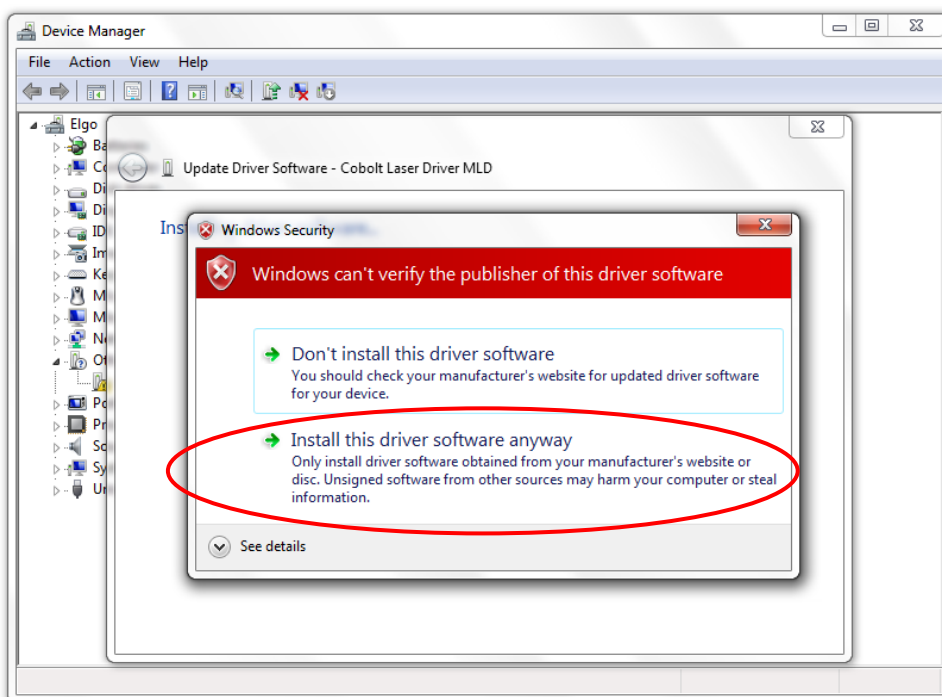 Device Manager
File Action View Help
Elgo
Update Driver Software - Cobolt Laser Driver MLD
Windows Security
Windows can't verify the publisher of this driver software
Don't install this driver software
You should check your manufacturer's website for updated driver software
for your device.
Install this driver software anyway
Only install driver software obtained from your manufacturer's website or
disc. Unsigned software from other sources may harm your computer or steal
information.
See details